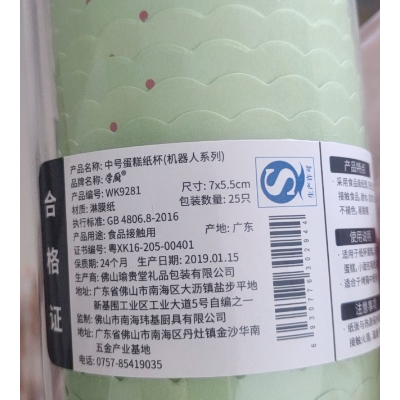 合格证
产品名称: 中号蛋糕纸杯(机器人系列)
品牌名称:
产品型号: WK9281 尺寸: 7x5.5cm
材质: 淋膜纸 包装数量: 25只
执行标准: GB 4806.8-2016
产品用途: 食品接触用 产地: 广东
证书编号: 粤XK16-205-00401
保质期: 24个月 生产日期: 2019.01.15
生产商: 佛山瑜贵堂礼品包装有限公司
地址: 广东省佛山市南海区大沥镇盐步平地
新基围工业区工业大道5号自编之一
监制: 佛山市南海玮基厨具有限公司
地址: 广东省佛山市南海区丹灶镇金沙华南
五金产业基地
电话: 0757-85419035
生产许可
6930776302944
产品特点
使用说明
注意事项